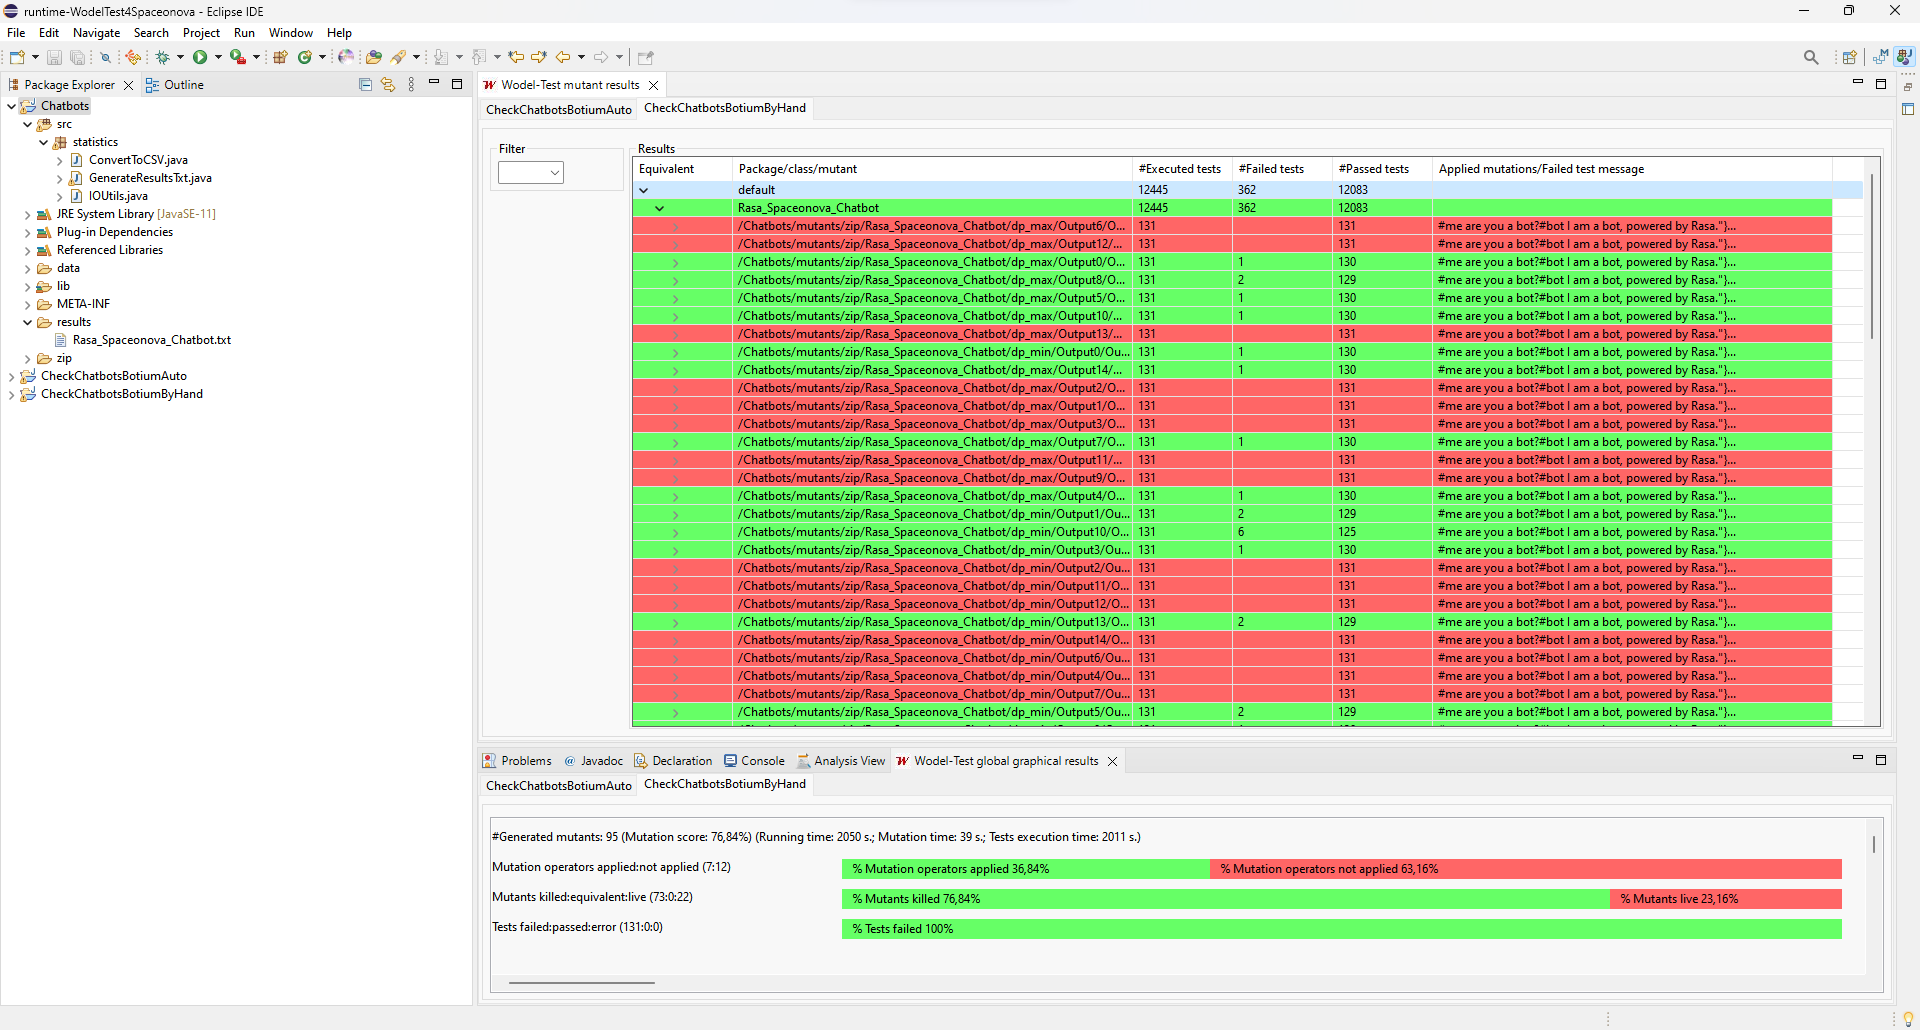 runtime-WodelTest4Spaceonova - Eclipse IDE
File Edit Navigate Search Project Run Window Help
Package Explorer Outline
Chatbots
src
statistics
ConvertToCSV.java
GenerateResultsTxt.java
IOUtils.java
JRE System Library [JavaSE-11]
Plug-in Dependencies
Referenced Libraries
data
lib
META-INF
results
Rasa_Spaceonova_Chatbot.txt
zip
CheckChatbotsBotiumAuto
CheckChatbotsBotiumByHand
Wodel-Test mutant results
CheckChatbotsBotiumAuto CheckChatbotsBotiumByHand
Filter
Results
Equivalent Package/class/mutant #Executed tests #Failed tests #Passed tests Applied mutations/Failed test message
default 12445 362 12083
Rasa_Spaceonova_Chatbot 12445 362 12083
/Chatbots/mutants/zip/Rasa_Spaceonova_Chatbot/dp_max/Output6/O... 131 131 #me are you a bot?#bot I am a bot, powered by Rasa."}...
/Chatbots/mutants/zip/Rasa_Spaceonova_Chatbot/dp_max/Output12/... 131 131 #me are you a bot?#bot I am a bot, powered by Rasa."}...
/Chatbots/mutants/zip/Rasa_Spaceonova_Chatbot/dp_max/Output0/O... 131 1 130 #me are you a bot?#bot I am a bot, powered by Rasa."}...
/Chatbots/mutants/zip/Rasa_Spaceonova_Chatbot/dp_max/Output8/O... 131 2 129 #me are you a bot?#bot I am a bot, powered by Rasa."}...
/Chatbots/mutants/zip/Rasa_Spaceonova_Chatbot/dp_max/Output5/O... 131 1 130 #me are you a bot?#bot I am a bot, powered by Rasa."}...
/Chatbots/mutants/zip/Rasa_Spaceonova_Chatbot/dp_max/Output10/... 131 1 130 #me are you a bot?#bot I am a bot, powered by Rasa."}...
/Chatbots/mutants/zip/Rasa_Spaceonova_Chatbot/dp_max/Output13/... 131 131 #me are you a bot?#bot I am a bot, powered by Rasa."}...
/Chatbots/mutants/zip/Rasa_Spaceonova_Chatbot/dp_min/Output0/Ou... 131 1 130 #me are you a bot?#bot I am a bot, powered by Rasa."}...
/Chatbots/mutants/zip/Rasa_Spaceonova_Chatbot/dp_max/Output14/... 131 1 130 #me are you a bot?#bot I am a bot, powered by Rasa."}...
/Chatbots/mutants/zip/Rasa_Spaceonova_Chatbot/dp_max/Output2/O... 131 131 #me are you a bot?#bot I am a bot, powered by Rasa."}...
/Chatbots/mutants/zip/Rasa_Spaceonova_Chatbot/dp_max/Output1/O... 131 131 #me are you a bot?#bot I am a bot, powered by Rasa."}...
/Chatbots/mutants/zip/Rasa_Spaceonova_Chatbot/dp_max/Output3/O... 131 131 #me are you a bot?#bot I am a bot, powered by Rasa."}...
/Chatbots/mutants/zip/Rasa_Spaceonova_Chatbot/dp_max/Output7/O... 131 1 130 #me are you a bot?#bot I am a bot, powered by Rasa."}...
/Chatbots/mutants/zip/Rasa_Spaceonova_Chatbot/dp_max/Output11/... 131 131 #me are you a bot?#bot I am a bot, powered by Rasa."}...
/Chatbots/mutants/zip/Rasa_Spaceonova_Chatbot/dp_max/Output9/O... 131 131 #me are you a bot?#bot I am a bot, powered by Rasa."}...
/Chatbots/mutants/zip/Rasa_Spaceonova_Chatbot/dp_max/Output4/O... 131 1 130 #me are you a bot?#bot I am a bot, powered by Rasa."}...
/Chatbots/mutants/zip/Rasa_Spaceonova_Chatbot/dp_min/Output1/Ou... 131 2 129 #me are you a bot?#bot I am a bot, powered by Rasa."}...
/Chatbots/mutants/zip/Rasa_Spaceonova_Chatbot/dp_min/Output10/O... 131 6 125 #me are you a bot?#bot I am a bot, powered by Rasa."}...
/Chatbots/mutants/zip/Rasa_Spaceonova_Chatbot/dp_min/Output3/Ou... 131 1 130 #me are you a bot?#bot I am a bot, powered by Rasa."}...
/Chatbots/mutants/zip/Rasa_Spaceonova_Chatbot/dp_min/Output2/Ou... 131 131 #me are you a bot?#bot I am a bot, powered by Rasa."}...
/Chatbots/mutants/zip/Rasa_Spaceonova_Chatbot/dp_min/Output11/O... 131 131 #me are you a bot?#bot I am a bot, powered by Rasa."}...
/Chatbots/mutants/zip/Rasa_Spaceonova_Chatbot/dp_min/Output12/O... 131 131 #me are you a bot?#bot I am a bot, powered by Rasa."}...
/Chatbots/mutants/zip/Rasa_Spaceonova_Chatbot/dp_min/Output13/O... 131 2 129 #me are you a bot?#bot I am a bot, powered by Rasa."}...
/Chatbots/mutants/zip/Rasa_Spaceonova_Chatbot/dp_min/Output14/O... 131 131 #me are you a bot?#bot I am a bot, powered by Rasa."}...
/Chatbots/mutants/zip/Rasa_Spaceonova_Chatbot/dp_min/Output6/Ou... 131 131 #me are you a bot?#bot I am a bot, powered by Rasa."}...
/Chatbots/mutants/zip/Rasa_Spaceonova_Chatbot/dp_min/Output4/Ou... 131 131 #me are you a bot?#bot I am a bot, powered by Rasa."}...
/Chatbots/mutants/zip/Rasa_Spaceonova_Chatbot/dp_min/Output7/Ou... 131 131 #me are you a bot?#bot I am a bot, powered by Rasa."}...
/Chatbots/mutants/zip/Rasa_Spaceonova_Chatbot/dp_min/Output5/Ou... 131 2 129 #me are you a bot?#bot I am a bot, powered by Rasa."}...
Problems Javadoc Declaration Console Analysis View Wodel-Test global graphical results
CheckChatbotsBotiumAuto CheckChatbotsBotiumByHand
#Generated mutants: 95 (Mutation score: 76,84%) (Running time: 2050 s.; Mutation time: 39 s.; Tests execution time: 2011 s.)
Mutation operators applied:not applied (7:12) % Mutation operators applied 36,84% % Mutation operators not applied 63,16%
Mutants killed:equivalent:live (73:0:22) % Mutants killed 76,84% % Mutants live 23,16%
Tests failed:passed:error (131:0:0) % Tests failed 100%